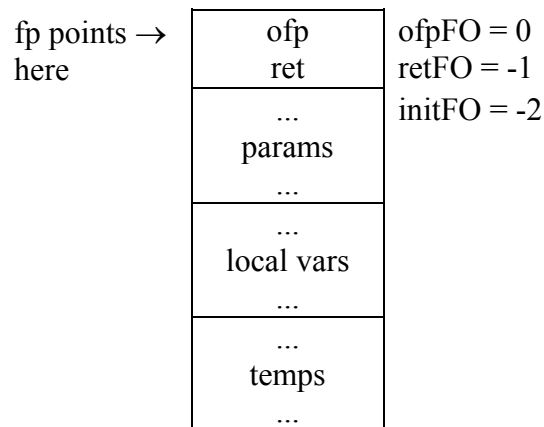 fp points → ofp ofpFO = 0
here ret retFO = -1
... initFO = -2
params
...
...
local vars
...
...
temps
...